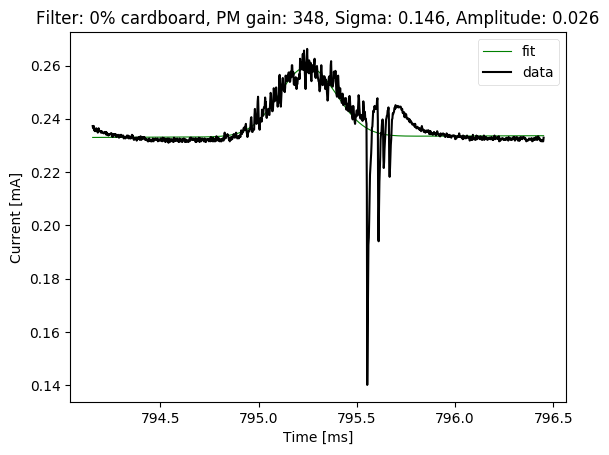 Filter: 0% cardboard, PM gain: 348, Sigma: 0.146, Amplitude: 0.026
fit
data
0.26
0.24
0.22
0.20
0.18
0.16
0.14
Current [mA]
794.5
795.0
795.5
796.0
796.5
Time [ms]